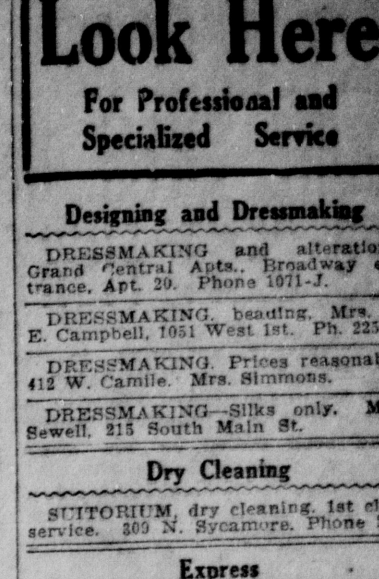 Look Here
For Professional and
Specialized Service
Designing and Dressmaking
DRESSMAKING and alteratio
Grand Central Apts., Broadway e
trance, Apt. 20. Phone 1071-J.
DRESSMAKING, beading, Mrs.
E. Campbell, 1051 West 1st. Ph. 225
DRESSMAKING. Prices reasonal
412 W. Camile. Mrs. Simmons.
DRESSMAKING—Silks only. M
Sewell, 215 South Main St.
Dry Cleaning
SUITORIUM, dry cleaning. 1st cl
service. 309 N. Sycamore. Phone
Express